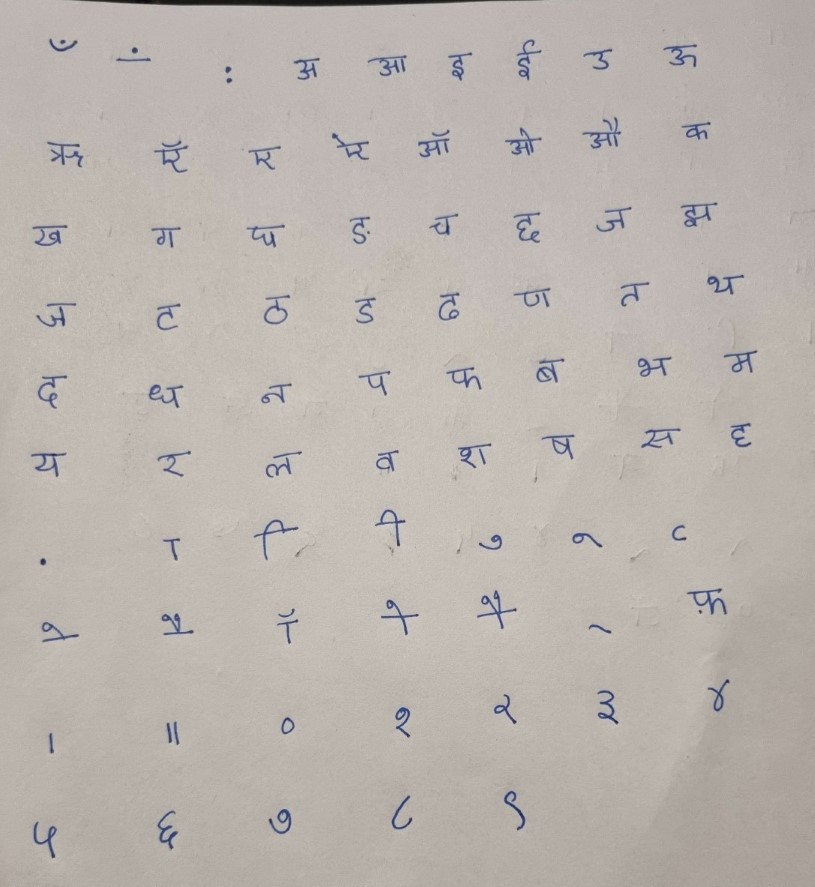 ँ ं : अ आ इ ई उ ऊ
ऋ ऍ ए ऐ ऑ ओ औ क
ख ग घ ङ च छ ज झ
ज ट ठ ड ढ ण त थ
द ध न प फ ब भ म
य र ल व श ष स ह
़ ा ि ी ु ू ृ
े ै ॉ ो ौ ् फ़
। ॥ ० १ २ ३ ४
५ ६ ७ ८ ९